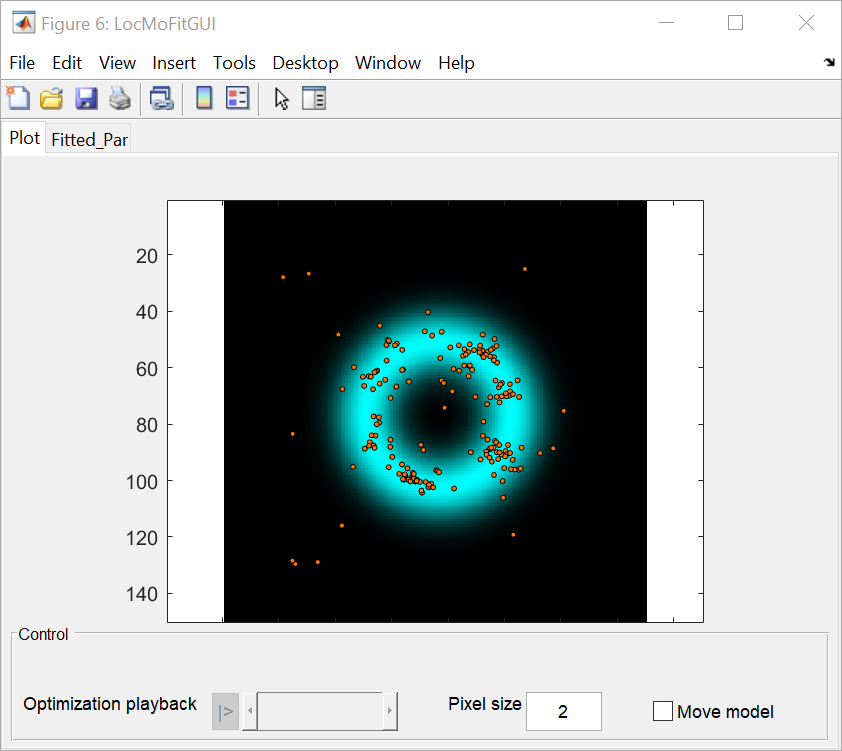 Figure 6: LocMoFitGUI
File Edit View Insert Tools Desktop Window Help
Plot Fitted_Par
20
40
60
80
100
120
140
Control
Optimization playback |> Pixel size 2 Move model